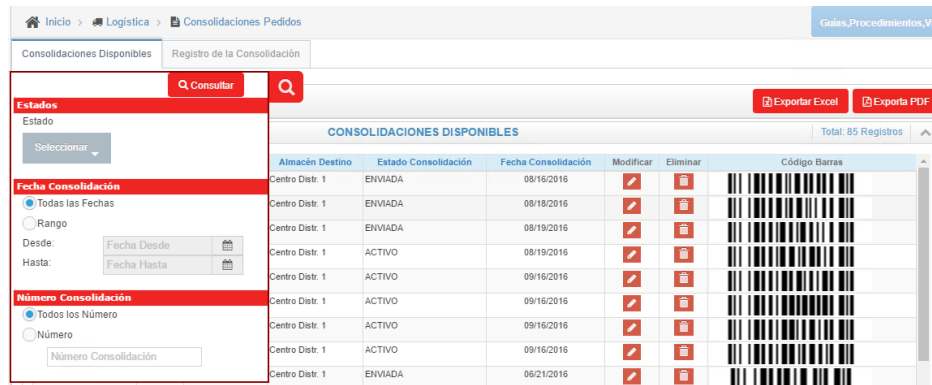 Inicio > Logística > Consolidaciones Pedidos
Guías,Procedimientos,V
Consolidaciones Disponibles Registro de la Consolidación
Consultar
Exportar Excel Exporta PDF
Estados
Estado
Seleccionar
CONSOLIDACIONES DISPONIBLES Total: 85 Registros
Almacén Destino Estado Consolidación Fecha Consolidación Modificar Eliminar Código Barras
Centro Distr. 1 ENVIADA 08/16/2016
Centro Distr. 1 ENVIADA 08/18/2016
Centro Distr. 1 ENVIADA 08/19/2016
Centro Distr. 1 ACTIVO 08/19/2016
Centro Distr. 1 ACTIVO 09/16/2016
Centro Distr. 1 ACTIVO 09/16/2016
Centro Distr. 1 ACTIVO 09/16/2016
Centro Distr. 1 ACTIVO 09/16/2016
Centro Distr. 1 ENVIADA 06/21/2016
Fecha Consolidación
Todas las Fechas
Rango
Desde: Fecha Desde
Hasta: Fecha Hasta
Número Consolidación
Todos los Número
Número
Número Consolidación